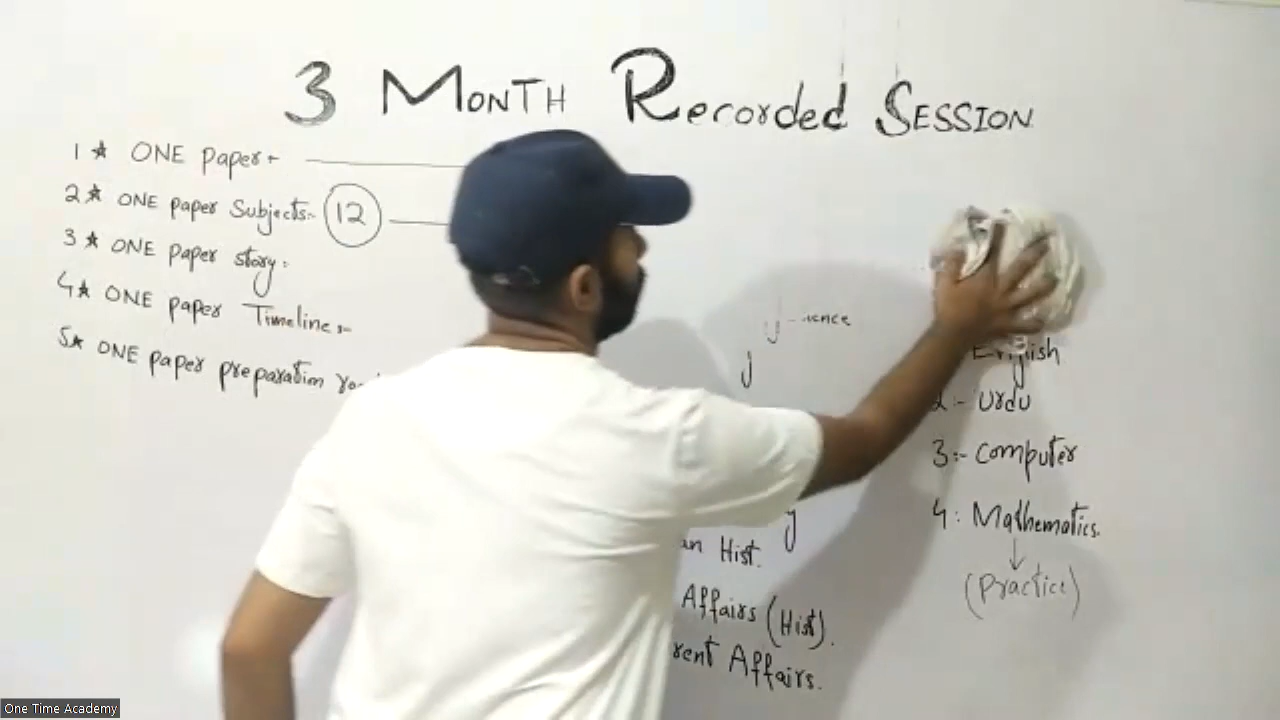 3 MONTH Recorded SESSION
1 ★ ONE paper :-
2 ★ ONE paper Subjects:- 12
3 ★ ONE paper story :
4 ★ ONE paper Timeline :-
5 ★ ONE paper preparation
ence
English
2 :- Urdu
3 :- Computer
4 : Mathematics.
(Practice)
an Hist.
Affairs (Hist).
rent Affairs.
One Time Academy